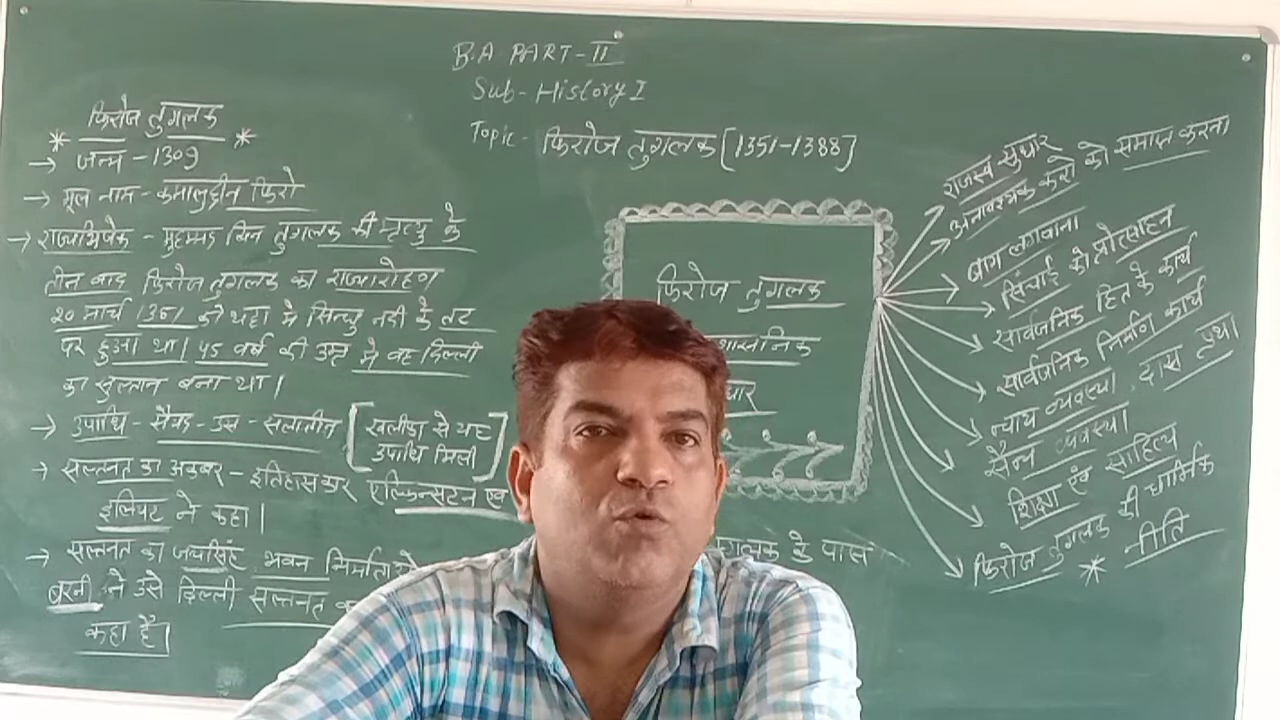 B.A PART-II
Sub-History I
Topic- फिरोज तुगलक [1351-1388]
फिरोज तुगलक
* *
→ जन्म - 1309
→ मूल नाम - कमालुद्दीन फिरो
→ राज्याभिषेक - मुहम्मद बिन तुगलक की मृत्यु के
तीन बाद फिरोज तुगलक का राज्यारोहण
20 मार्च 1351 को थट्टा मे सिन्धु नदी के तट
पर हुआ था। 45 वर्ष की उम्र मे वह दिल्ली
का सुल्तान बना था।
→ उपाधि - सैयद-उस-सलातीन [खलीफा से यह
उपाधि मिली]
→ सल्तनत का अकबर - इतिहासकार एल्फिन्सटन एव
इलियट ने कहा।
→ सल्तनत का जयसिंह भवन निर्माता
बरनी ने उसे दिल्ली सल्तनत
कहा है।
फिरोज तुगलक
शासनिक
धार
तुगलक के पास
→ राजस्व सुधार
→ अनावश्यक करो को समाप्त करना
→ बाग लगवाना
→ सिंचाई को प्रोत्साहन
→ सार्वजनिक हित के कार्य
→ सार्वजनिक निर्माण कार्य
→ न्याय व्यवस्था, दास प्रथा।
→ सैन्य व्यवस्था।
→ शिक्षा एंव साहित्य
→ फिरोज तुगलक की धार्मिक
* नीति